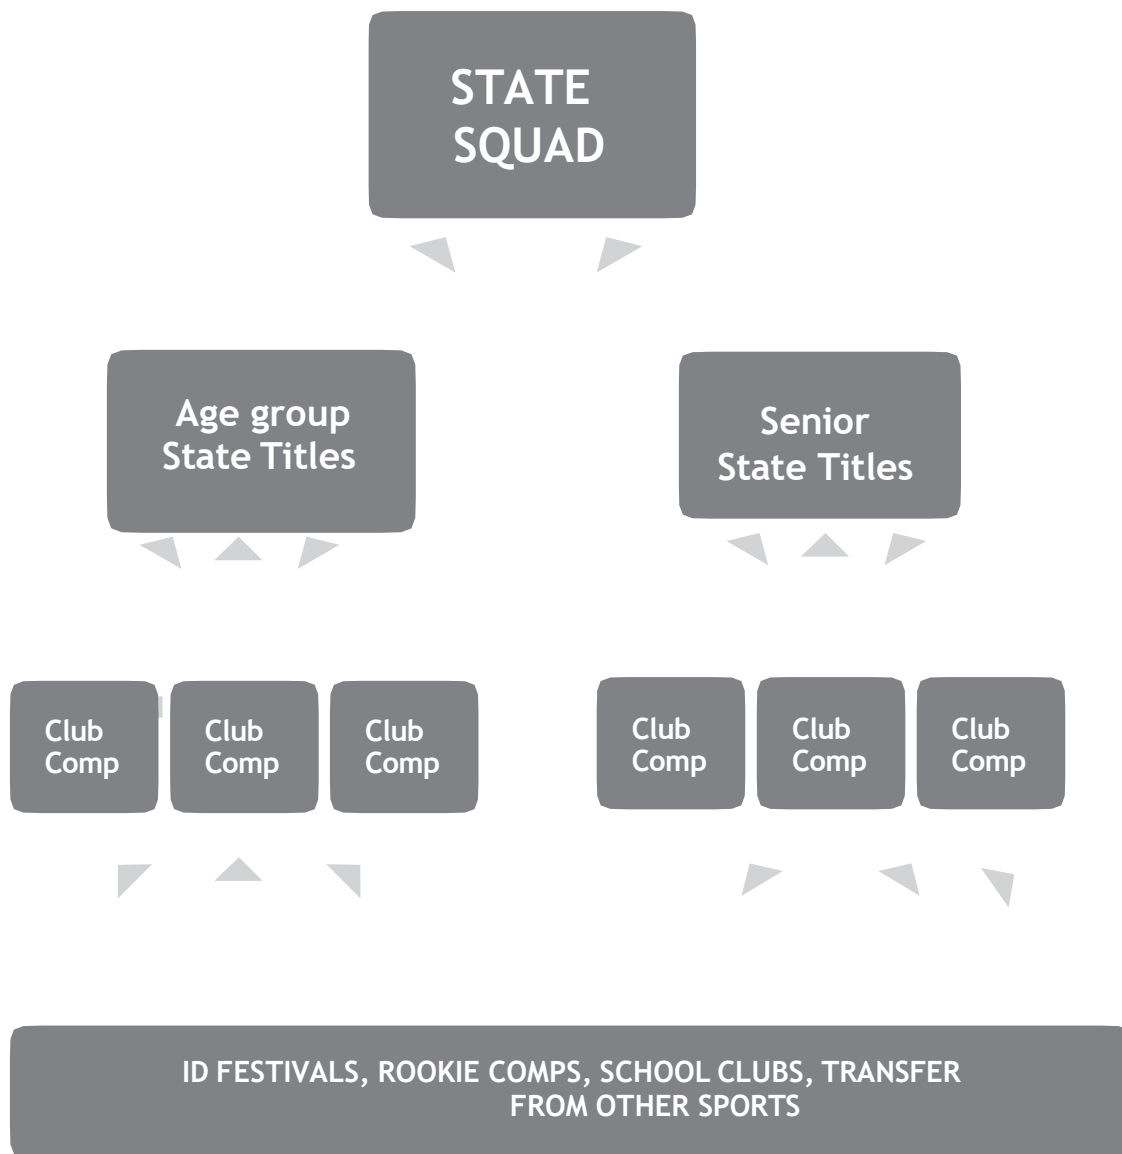 STATE
SQUAD
Age group
State Titles
Senior
State Titles
Club
Comp
Club
Comp
Club
Comp
Club
Comp
Club
Comp
Club
Comp
ID FESTIVALS, ROOKIE COMPS, SCHOOL CLUBS, TRANSFER
FROM OTHER SPORTS